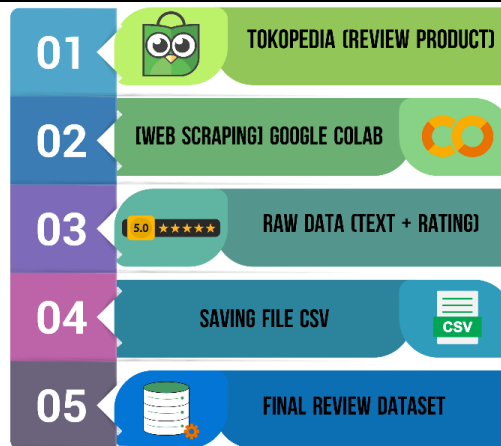 01
TOKOPEDIA (REVIEW PRODUCT)
02
[WEB SCRAPING] GOOGLE COLAB
03
5.0
RAW DATA (TEXT + RATING)
04
SAVING FILE CSV
CSV
05
FINAL REVIEW DATASET